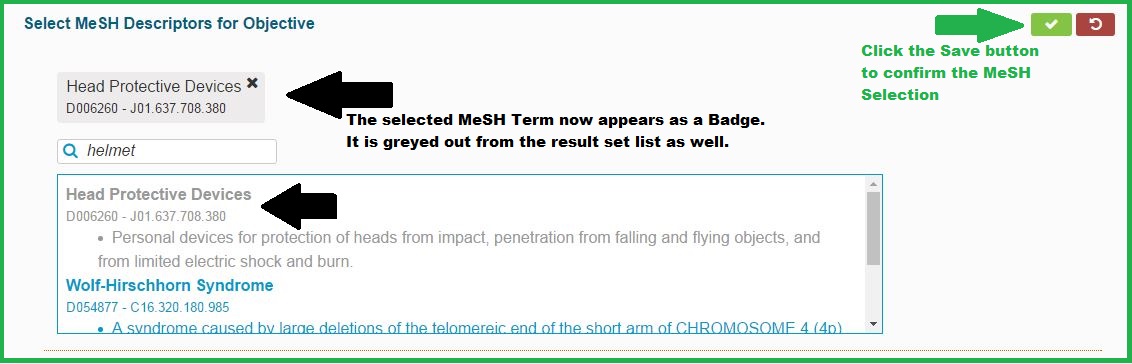 Select MeSH Descriptors for Objective
Click the Save button
to confirm the MeSH
Selection
Head Protective Devices
D006260 - J01.637.708.380
The selected MeSH Term now appears as a Badge.
It is greyed out from the result set list as well.
helmet
Head Protective Devices
D006260 - J01.637.708.380
• Personal devices for protection of heads from impact, penetration from falling and flying objects, and
from limited electric shock and burn.
Wolf-Hirschhorn Syndrome
D054877 - C16.320.180.985
• A syndrome caused by large deletions of the telomereic end of the short arm of CHROMOSOME 4 (4p)